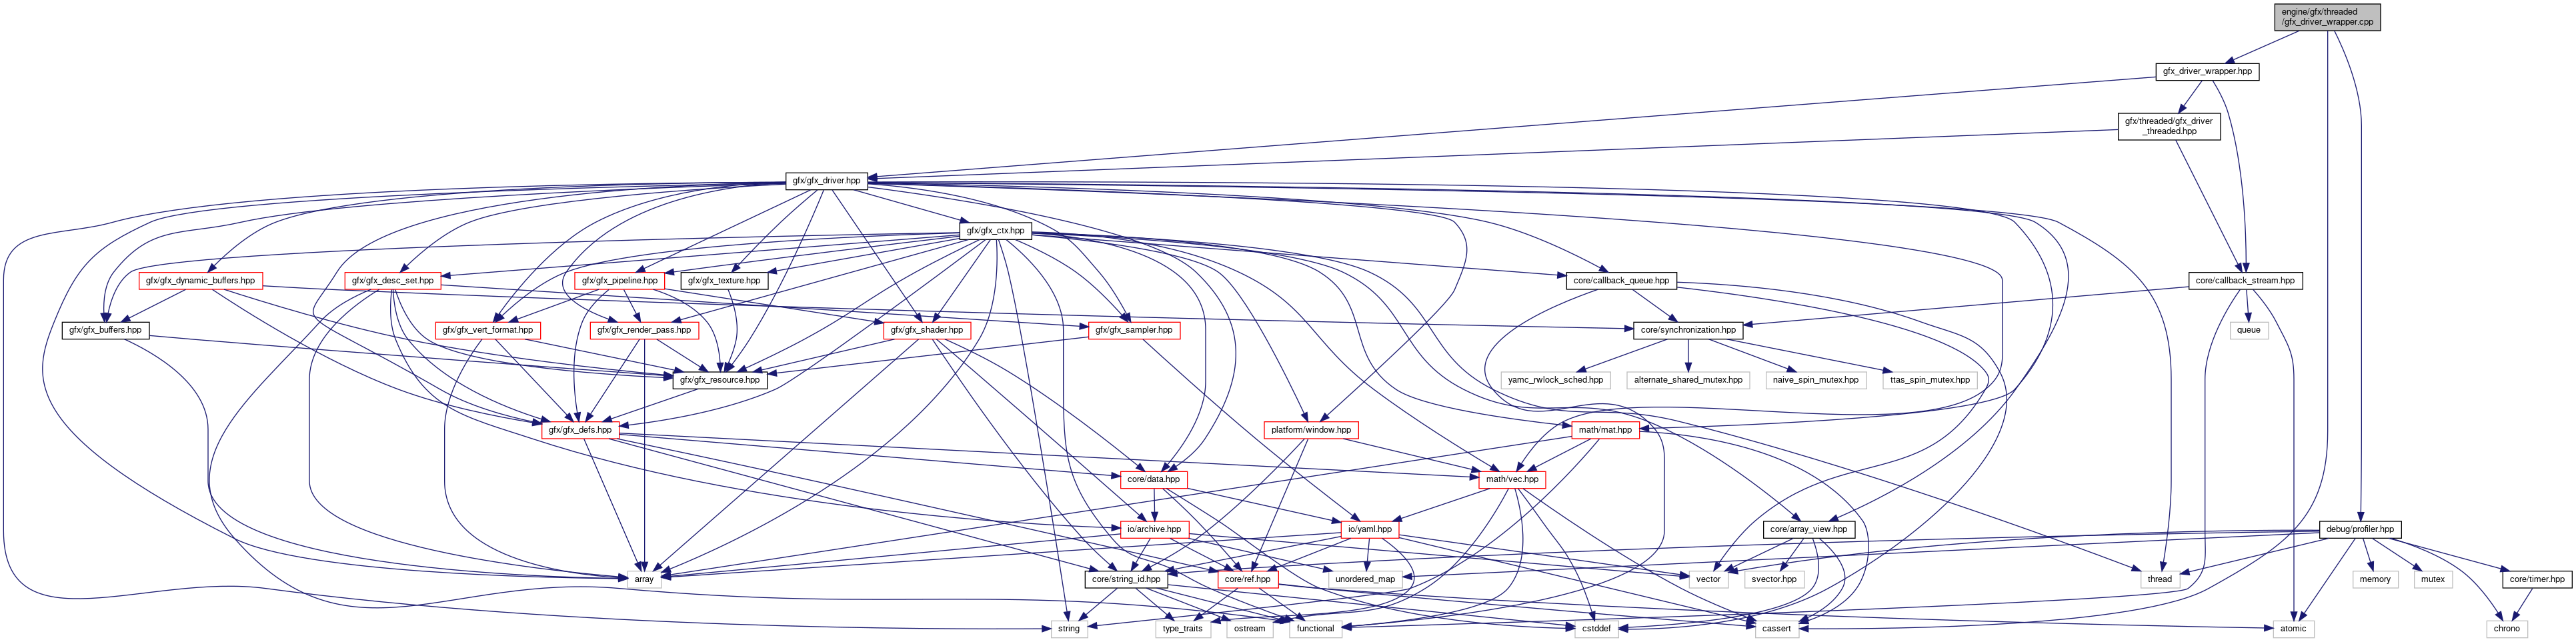 engine/gfx/threaded
/gfx_driver_wrapper.cpp
gfx_driver_wrapper.hpp
gfx/threaded/gfx_driver
_threaded.hpp
gfx/gfx_driver.hpp
gfx/gfx_ctx.hpp
gfx/gfx_dynamic_buffers.hpp
gfx/gfx_desc_set.hpp
gfx/gfx_pipeline.hpp
gfx/gfx_texture.hpp
core/callback_queue.hpp
core/callback_stream.hpp
gfx/gfx_buffers.hpp
gfx/gfx_vert_format.hpp
gfx/gfx_render_pass.hpp
gfx/gfx_shader.hpp
gfx/gfx_sampler.hpp
core/synchronization.hpp
queue
gfx/gfx_resource.hpp
yamc_rwlock_sched.hpp
alternate_shared_mutex.hpp
naive_spin_mutex.hpp
ttas_spin_mutex.hpp
gfx/gfx_defs.hpp
platform/window.hpp
math/mat.hpp
core/data.hpp
math/vec.hpp
io/archive.hpp
io/yaml.hpp
core/array_view.hpp
debug/profiler.hpp
array
core/string_id.hpp
core/ref.hpp
unordered_map
vector
svector.hpp
thread
memory
mutex
core/timer.hpp
string
type_traits
ostream
functional
cstddef
cassert
atomic
chrono